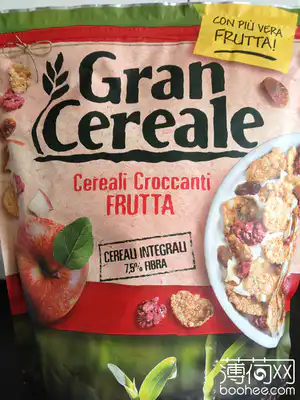 CON PIÙ VERA
FRUTTA!
Gran
Cereale
Cereali Croccanti
FRUTTA
CEREALI INTEGRALI
7,5% FIBRA
薄荷网
boohee.com